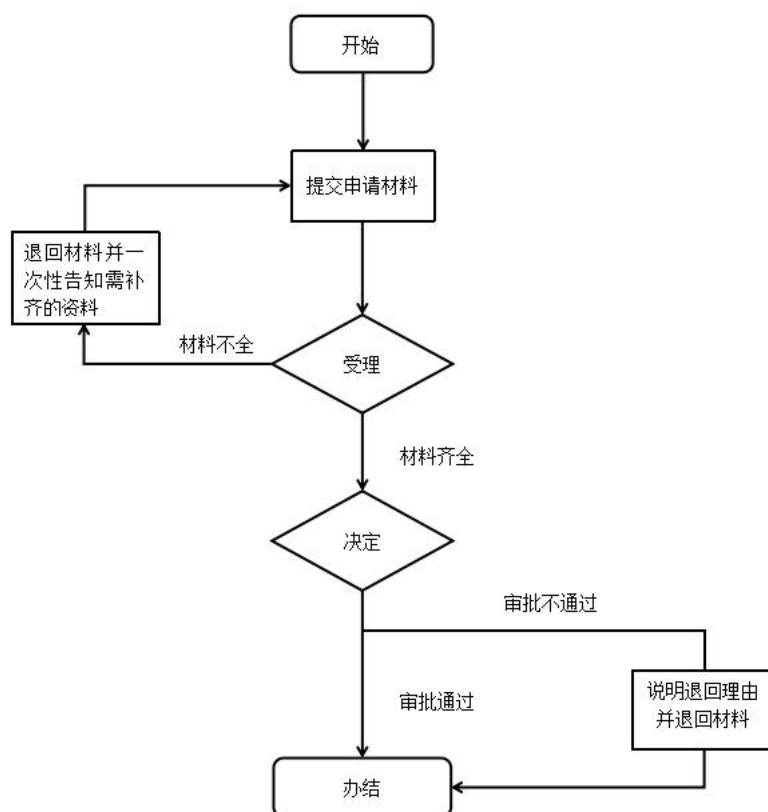 开始
提交申请材料
退回材料并一
次性告知需补
齐的资料
材料不全
受理
材料齐全
决定
审批不通过
审批通过
说明退回理由
并退回材料
办结